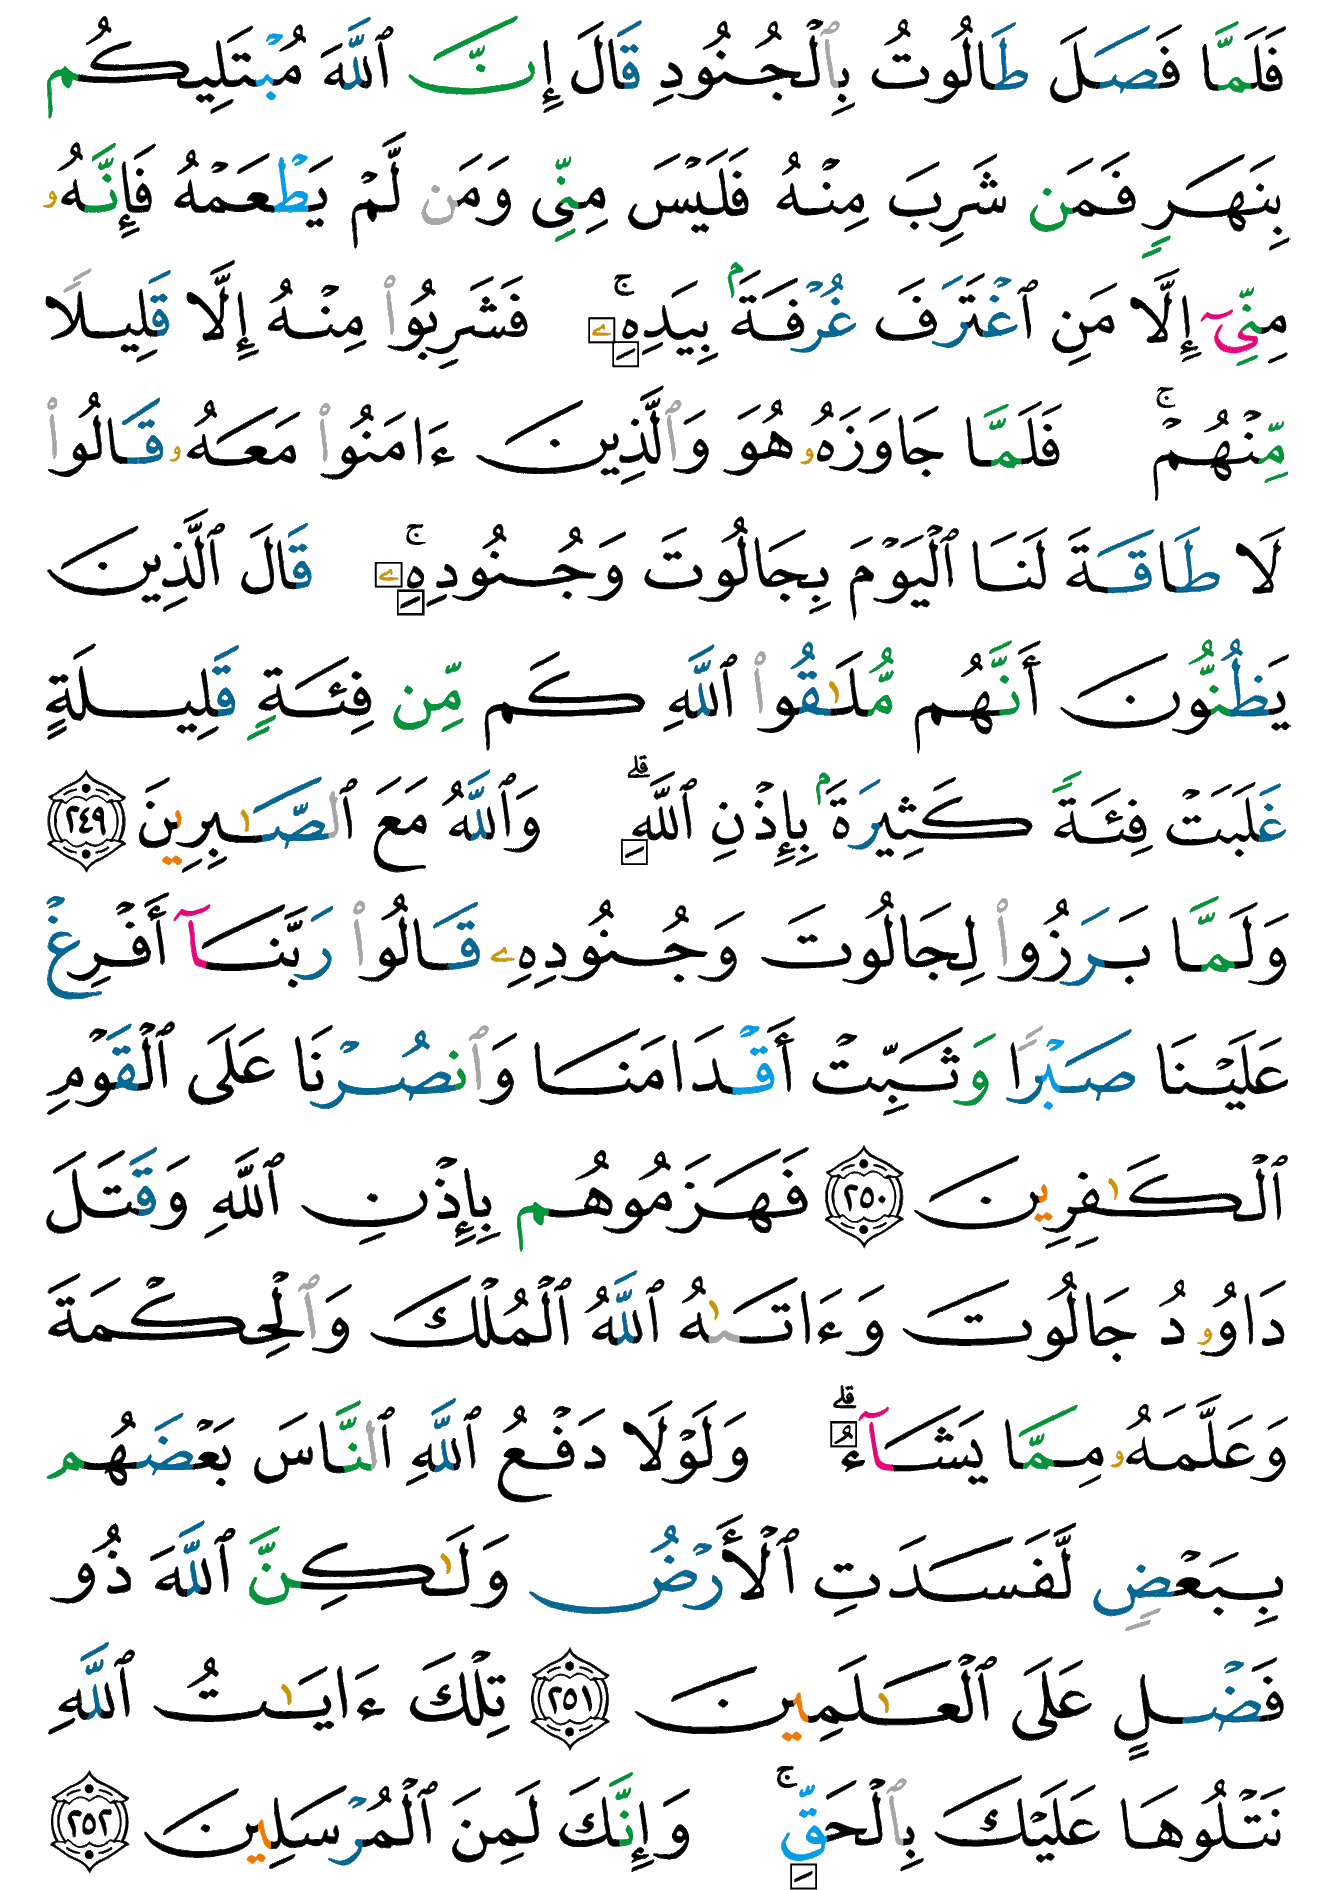 فَلَمَّا فَصَلَ طَالُوتُ بِٱلْجُنُودِ قَالَ إِنَّ ٱللَّهَ مُبْتَلِيكُم
بِنَهَرٍ فَمَن شَرِبَ مِنْهُ فَلَيْسَ مِنِّى وَمَن لَّمْ يَطْعَمْهُ فَإِنَّهُۥ
مِنِّىٓ إِلَّا مَنِ ٱغْتَرَفَ غُرْفَةَۢ بِيَدِهِۦۚ فَشَرِبُوا۟ مِنْهُ إِلَّا قَلِيلًا
مِّنْهُمْۚ فَلَمَّا جَاوَزَهُۥ هُوَ وَٱلَّذِينَ ءَامَنُوا۟ مَعَهُۥ قَالُوا۟
لَا طَاقَةَ لَنَا ٱلْيَوْمَ بِجَالُوتَ وَجُنُودِهِۦۚ قَالَ ٱلَّذِينَ
يَظُنُّونَ أَنَّهُم مُّلَـٰقُوا۟ ٱللَّهِ كَم مِّن فِئَةٍ قَلِيلَةٍ
غَلَبَتْ فِئَةً كَثِيرَةَۢ بِإِذْنِ ٱللَّهِۗ وَٱللَّهُ مَعَ ٱلصَّـٰبِرِينَ ٢٤٩
وَلَمَّا بَرَزُوا۟ لِجَالُوتَ وَجُنُودِهِۦ قَالُوا۟ رَبَّنَآ أَفْرِغْ
عَلَيْنَا صَبْرًا وَثَبِّتْ أَقْدَامَنَا وَٱنصُرْنَا عَلَى ٱلْقَوْمِ
ٱلْكَـٰفِرِينَ ٢٥٠ فَهَزَمُوهُم بِإِذْنِ ٱللَّهِ وَقَتَلَ
دَاوُۥدُ جَالُوتَ وَءَاتَىٰهُ ٱللَّهُ ٱلْمُلْكَ وَٱلْحِكْمَةَ
وَعَلَّمَهُۥ مِمَّا يَشَآءُۗ وَلَوْلَا دَفْعُ ٱللَّهِ ٱلنَّاسَ بَعْضَهُم
بِبَعْضٍ لَّفَسَدَتِ ٱلْأَرْضُ وَلَـٰكِنَّ ٱللَّهَ ذُو
فَضْلٍ عَلَى ٱلْعَـٰلَمِينَ ٢٥١ تِلْكَ ءَايَـٰتُ ٱللَّهِ
نَتْلُوهَا عَلَيْكَ بِٱلْحَقِّۚ وَإِنَّكَ لَمِنَ ٱلْمُرْسَلِينَ ٢٥٢